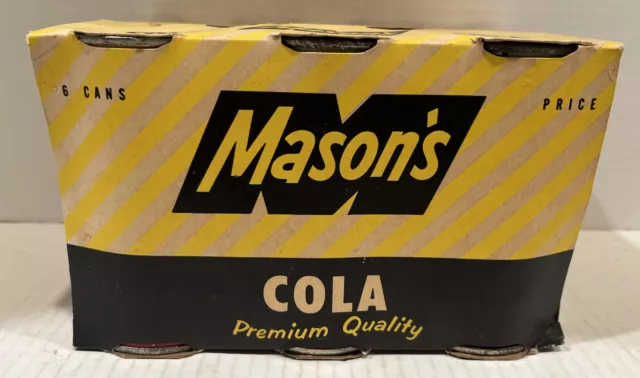 6 CANS
PRICE
Mason's
COLA
Premium Quality